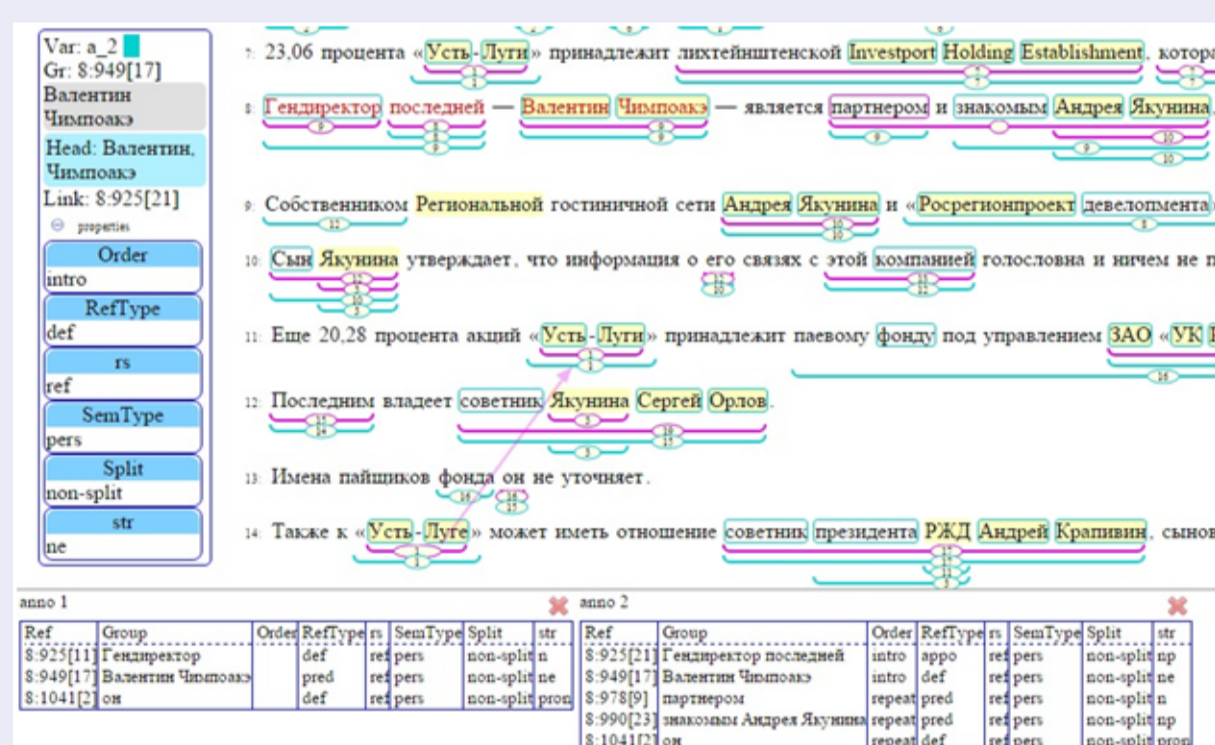 Var: a_2
Gr: 8:949[17]
Валентин
Чимпоакэ
Head: Валентин,
Чимпоакэ
Link: 8:925[21]
properties
Order
intro
RefType
def
rs
ref
SemType
pers
Split
non-split
str
ne
7: 23,06 процента «Усть-Луги» принадлежит лихтейнштенской Investport Holding Establishment, котора
8: Гендиректор последней — Валентин Чимпоакэ — является партнером и знакомым Андрея Якунина.
9: Собственником Региональной гостиничной сети Андрея Якунина и «Росрегионпроект девелопмента
10: Сын Якунина утверждает, что информация о его связях с этой компанией голословна и ничем не п
11: Еще 20,28 процента акций «Усть-Луги» принадлежит паевому фонду под управлением ЗАО «УК
12: Последним владеет советник Якунина Сергей Орлов.
13: Имена пайщиков фонда он не уточняет.
14: Также к «Усть-Луге» может иметь отношение советник президента РЖД Андрей Крапивин, сынов
anno 1
Ref Group Order RefType rs SemType Split str
8:925[11] Гендиректор def ref pers non-split n
8:949[17] Валентин Чимпоакэ pred ref pers non-split ne
8:1041[2] он def ref pers non-split pron
anno 2
Ref Group Order RefType rs SemType Split str
8:925[21] Гендиректор последней intro appo ref pers non-split np
8:949[17] Валентин Чимпоакэ intro def ref pers non-split ne
8:978[9] партнером repeat pred ref pers non-split n
8:990[23] знакомым Андрея Якунина repeat pred ref pers non-split np
8:1041[2] он repeat def ref pers non-split pron